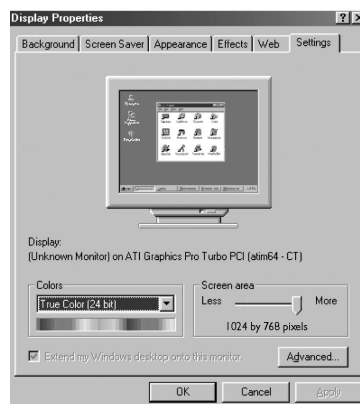 Display Properties
Background Screen Saver Appearance Effects Web Settings
Display:
(Unknown Monitor) on ATI Graphics Pro Turbo PCI (atim64 - CT)
Colors
True Color (24 bit)
Screen area
Less More
1024 by 768 pixels
Extend my Windows desktop onto this monitor.
Advanced...
OK Cancel Apply